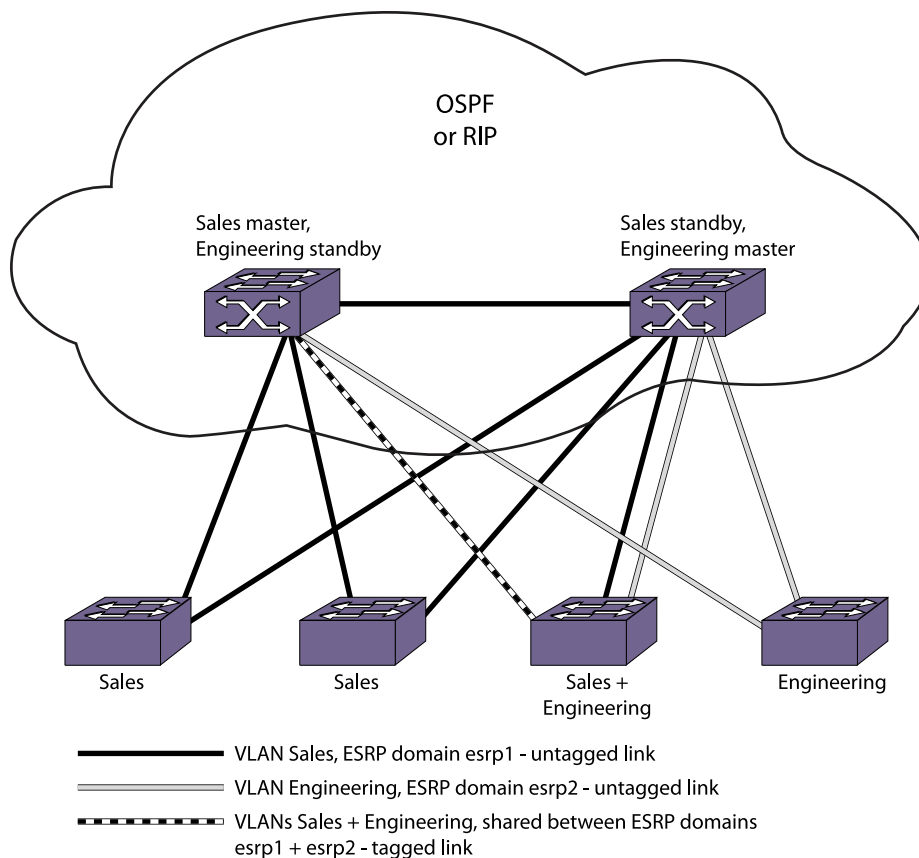 OSPF
or RIP
Sales master,
Engineering standby
Sales standby,
Engineering master
Sales
Sales
Sales +
Engineering
Engineering
VLAN Sales, ESRP domain esrp1 - untagged link
VLAN Engineering, ESRP domain esrp2 - untagged link
VLANs Sales + Engineering, shared between ESRP domains
esrp1 + esrp2 - tagged link